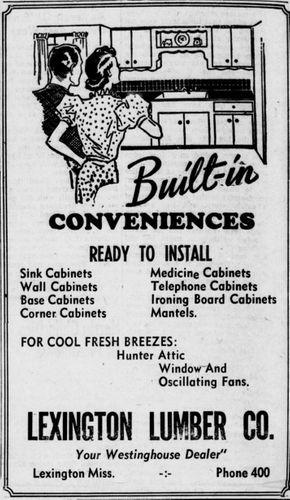 Built-in
CONVENIENCES
READY TO INSTALL
Sink Cabinets
Wall Cabinets
Base Cabinets
Corner Cabinets
Medicine Cabinets
Telephone Cabinets
Ironing Board Cabinets
Mantels.
FOR COOL FRESH BREEZES:
Hunter Attic
Window And
Oscillating Fans.
LEXINGTON LUMBER CO.
Your Westinghouse Dealer"
Lexington Miss. -:- Phone 400